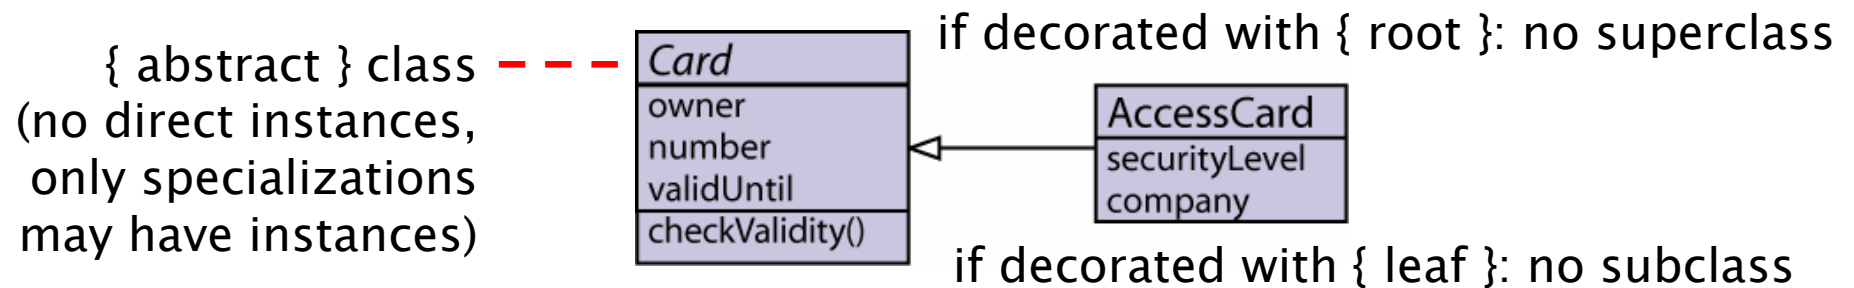 { abstract } class
(no direct instances,
only specializations
may have instances)
Card
owner
number
validUntil
checkValidity()
if decorated with { root }: no superclass
AccessCard
securityLevel
company
if decorated with { leaf }: no subclass